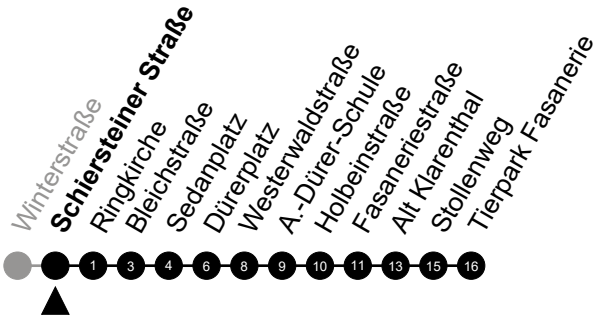 Winterstraße
Schiersteiner Straße
Ringkirche
Bleichstraße
Sedanplatz
Dürerplatz
Westerwaldstraße
A.-Dürer-Schule
Holbeinstraße
Fasaneriestraße
Alt Klarenthal
Stollenweg
Tierpark Fasanerie
1 3 4 6 8 9 10 11 13 15 16